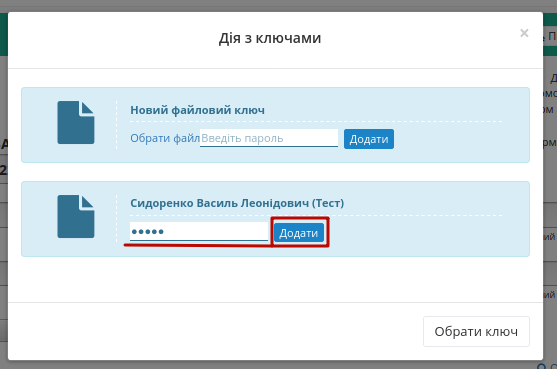 Дія з ключами
×
Новий файловий ключ
Обрати файл Введіть пароль Додати
Сидоренко Василь Леонідович (Тест)
●●●●● Додати
Обрати ключ